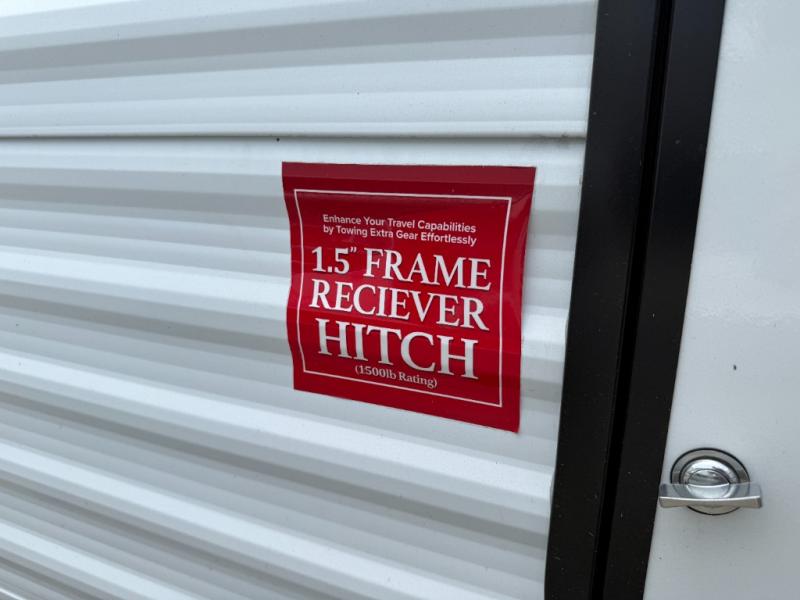 Enhance Your Travel Capabilities
by Towing Extra Gear Effortlessly
1.5" FRAME
RECIEVER
HITCH
(1500lb Rating)